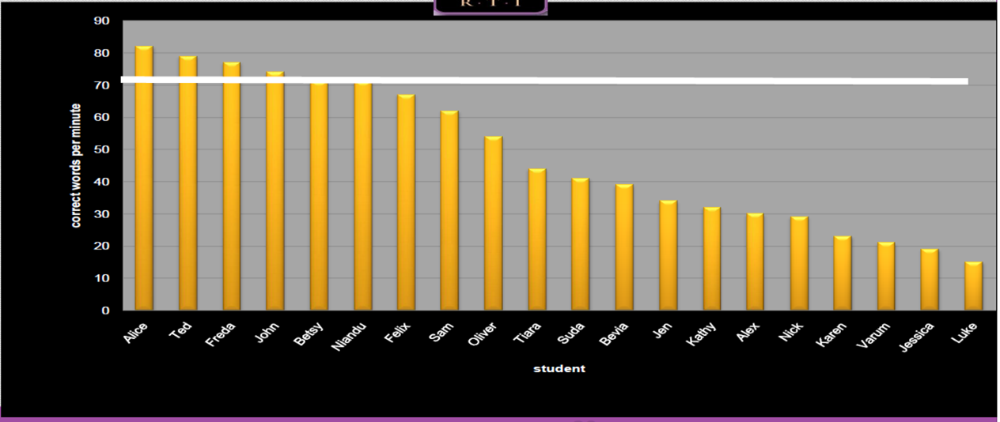 R·T·I
90
80
70
60
50
40
30
20
10
0
correct words per minute
Alice
Ted
Freda
John
Betsy
Niandu
Felix
Sam
Oliver
Tiara
Suda
Bevia
Jen
Kathy
Alex
Nick
Karen
Varum
Jessica
Luke
student